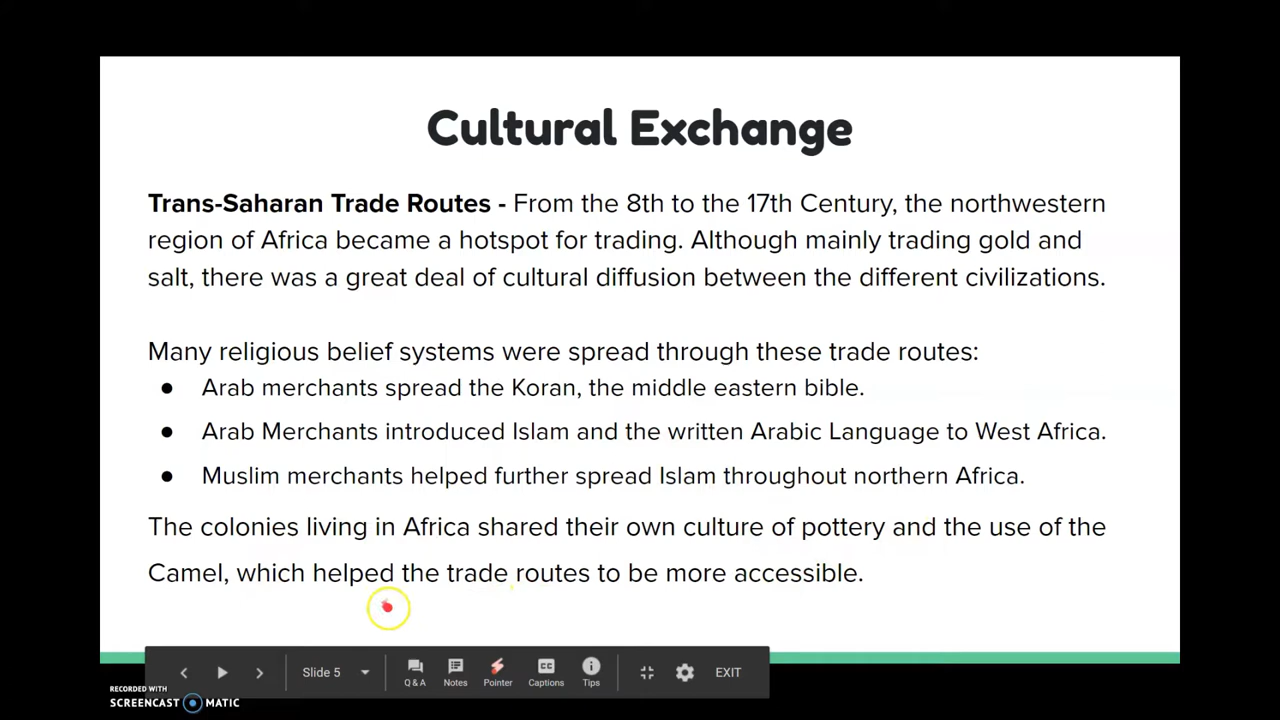 Cultural Exchange
Trans-Saharan Trade Routes - From the 8th to the 17th Century, the northwestern
region of Africa became a hotspot for trading. Although mainly trading gold and
salt, there was a great deal of cultural diffusion between the different civilizations.
Many religious belief systems were spread through these trade routes:
● Arab merchants spread the Koran, the middle eastern bible.
● Arab Merchants introduced Islam and the written Arabic Language to West Africa.
● Muslim merchants helped further spread Islam throughout northern Africa.
The colonies living in Africa shared their own culture of pottery and the use of the
Camel, which helped the trade routes to be more accessible.
Slide 5 Q & A Notes Pointer CC Captions Tips EXIT
RECORDED WITH
SCREENCAST MATIC